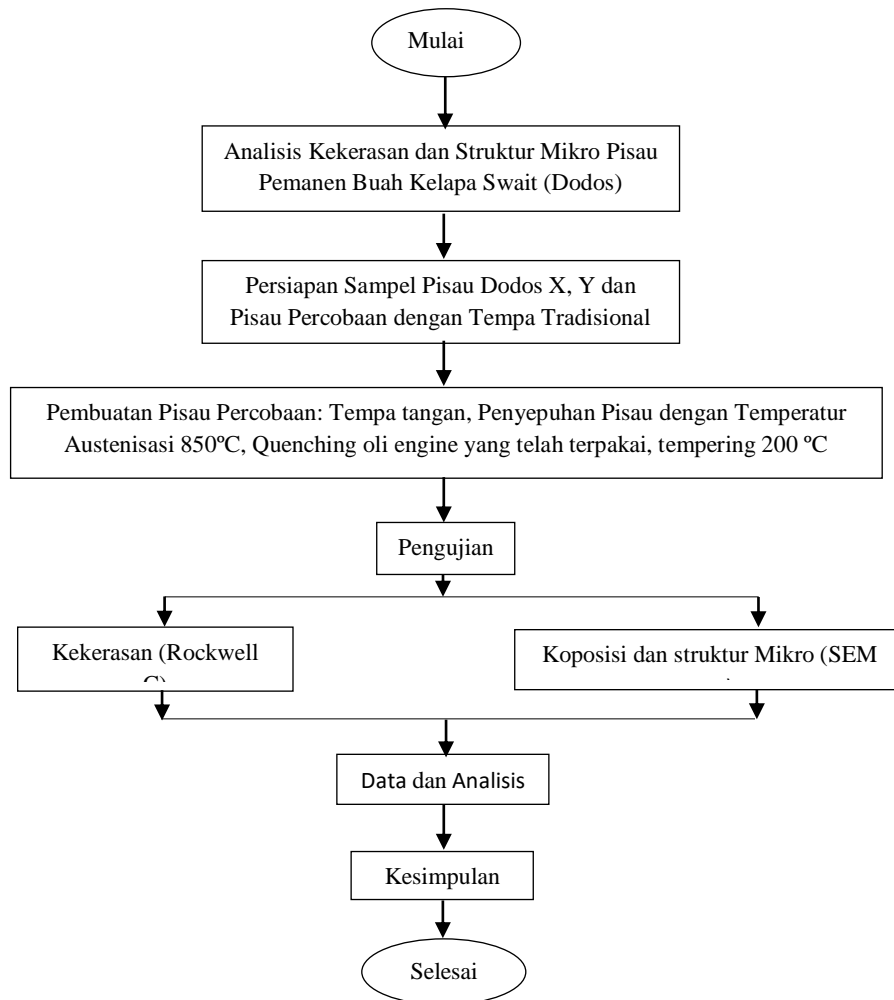 Mulai
Analisis Kekerasan dan Struktur Mikro Pisau
Pemanen Buah Kelapa Swait (Dodos)
Persiapan Sampel Pisau Dodos X, Y dan
Pisau Percobaan dengan Tempa Tradisional
Pembuatan Pisau Percobaan: Tempa tangan, Penyepuhan Pisau dengan Temperatur
Austenisasi 850ºC, Quenching oli engine yang telah terpakai, tempering 200 ºC
Pengujian
Kekerasan (Rockwell
C)
Koposisi dan struktur Mikro (SEM
Data dan Analisis
Kesimpulan
Selesai